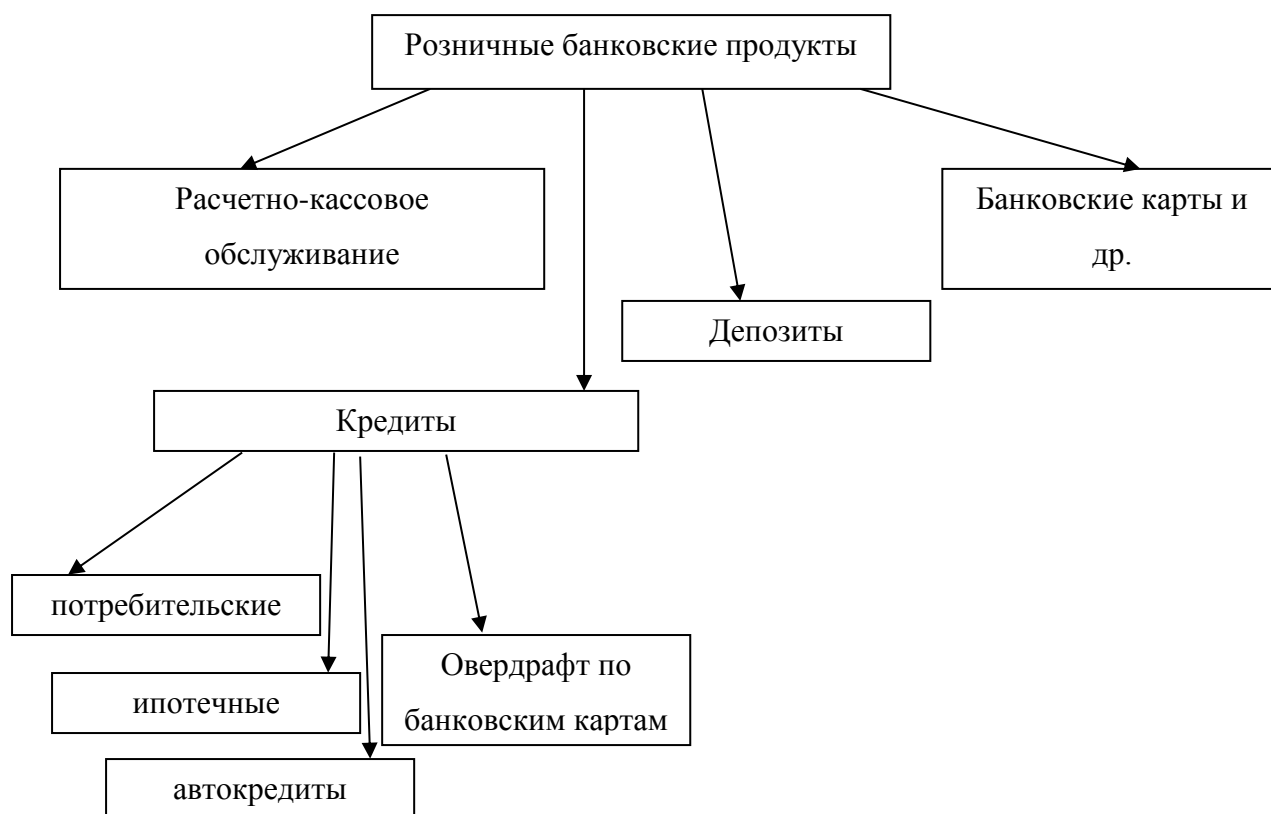 Розничные банковские продукты
Расчетно-кассовое
обслуживание
Банковские карты и
др.
Депозиты
Кредиты
потребительские
ипотечные
Овердрафт по
банковским картам
автокредиты